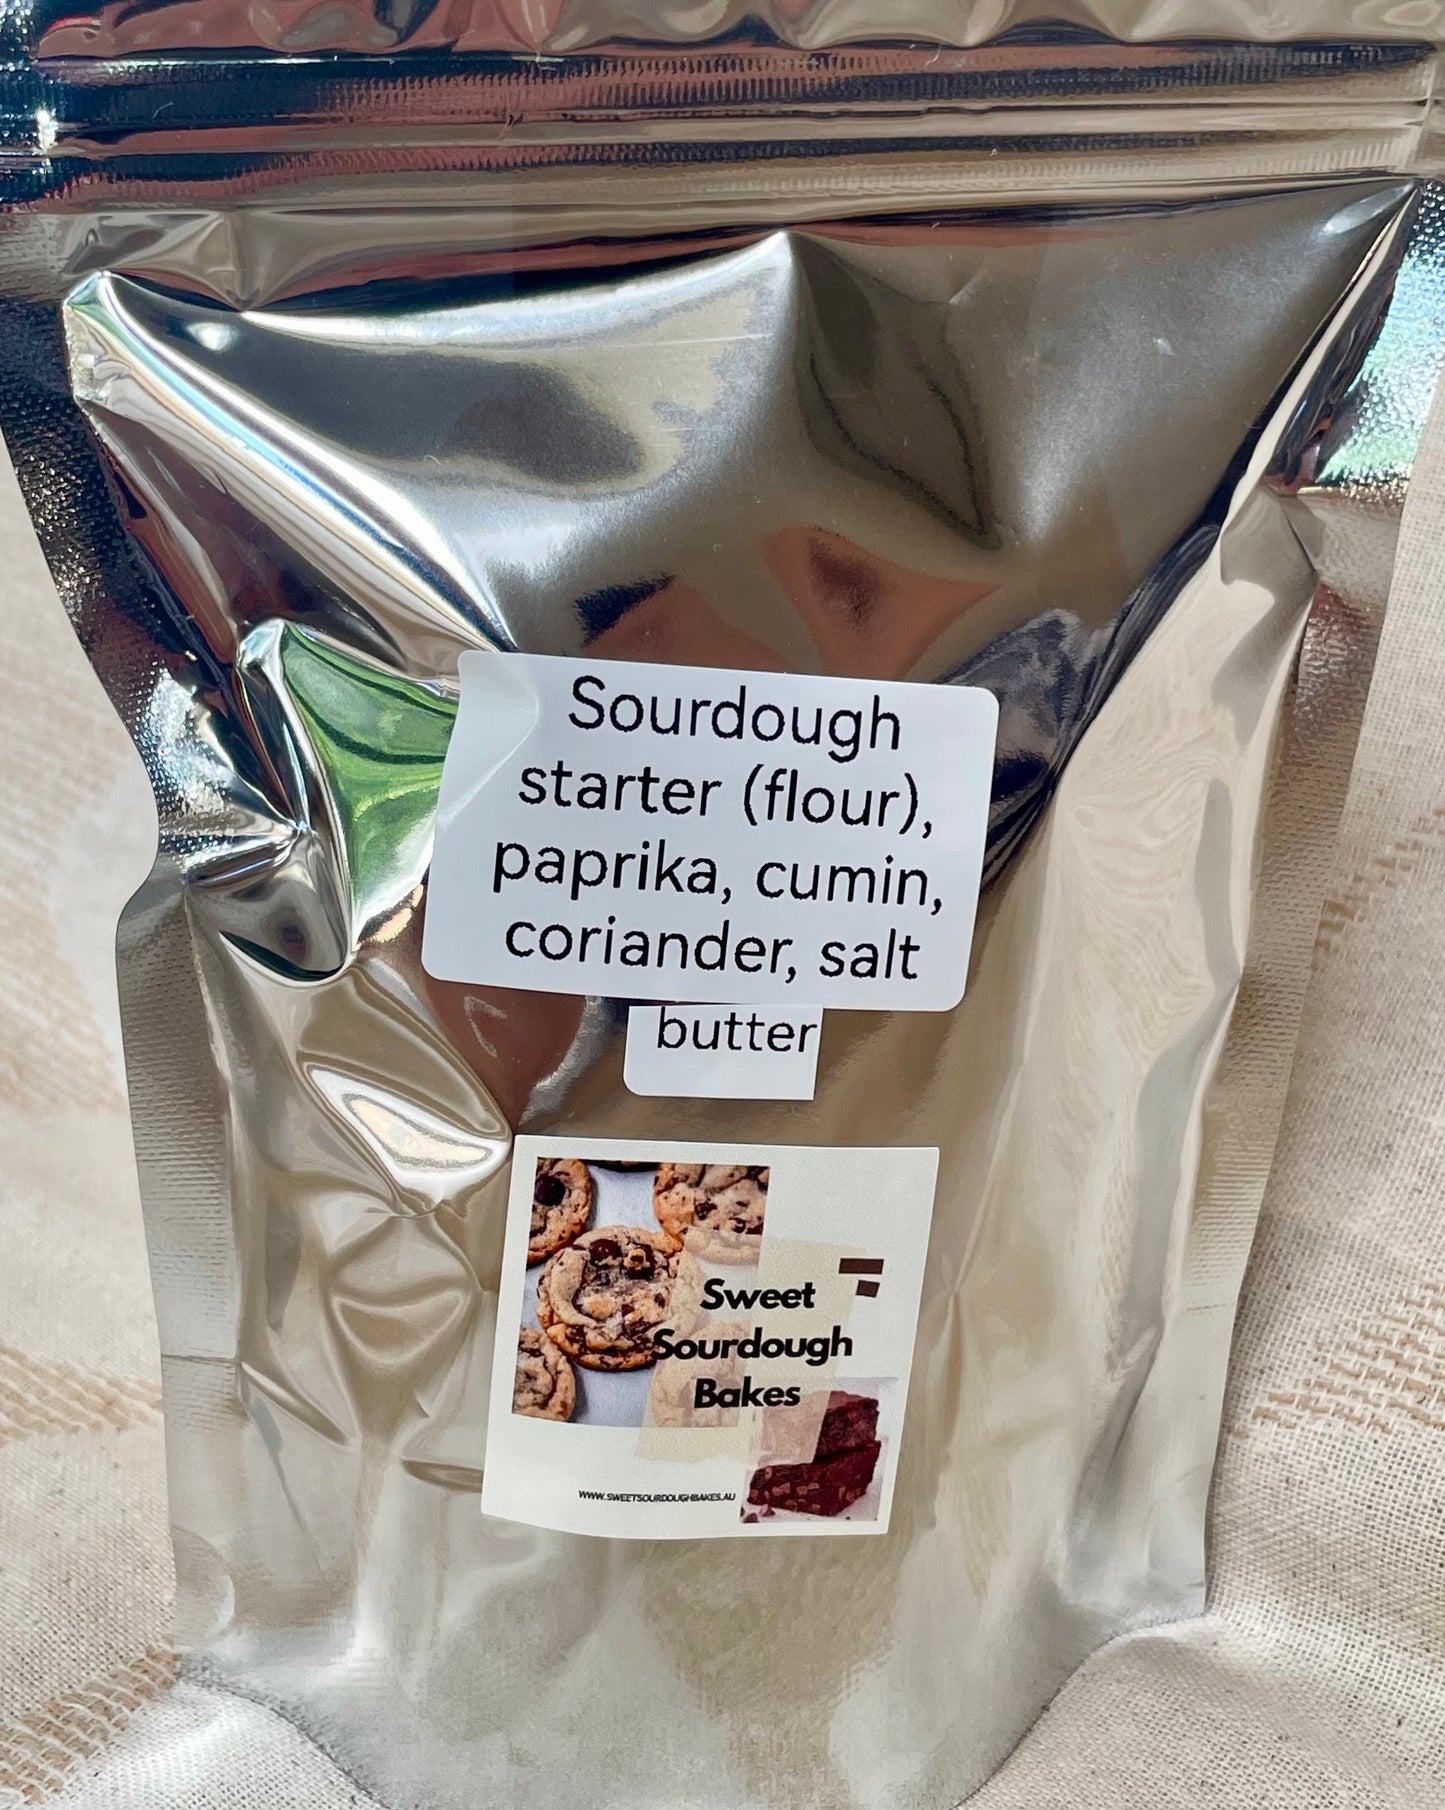 Sourdough
starter (flour),
paprika, cumin,
coriander, salt
butter
Sweet
Sourdough
Bakes
WWW.SWEETSOURDOUGHBAKES.AU